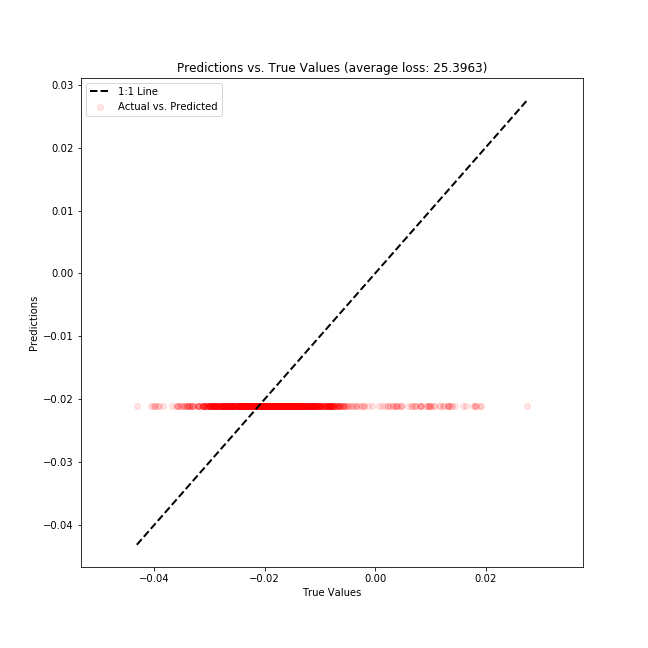 Predictions vs. True Values (average loss: 25.3963)
1:1 Line
Actual vs. Predicted
0.03
0.02
0.01
0.00
−0.01
−0.02
−0.03
−0.04
Predictions
−0.04
−0.02
0.00
0.02
True Values